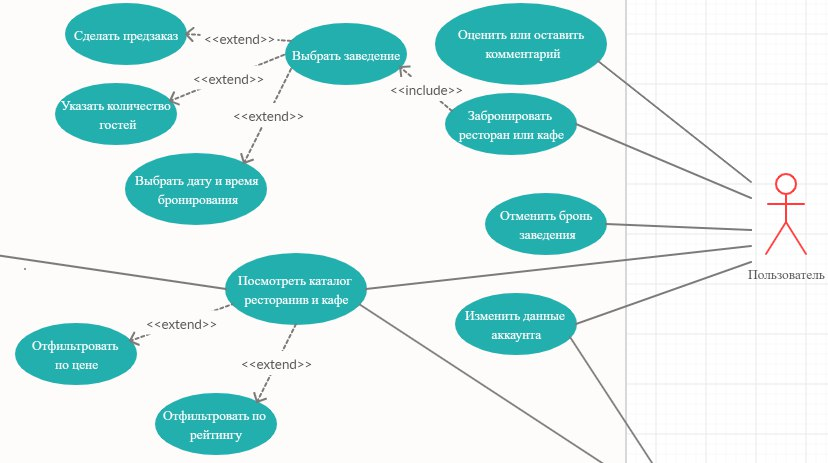 Сделать предзаказ
<<extend>>
Выбрать заведение
Оценить или оставить
комментарий
<<extend>>
<<include>>
Указать количество
гостей
<<extend>>
Забронировать
ресторан или кафе
Выбрать дату и время
бронирования
Отменить бронь
заведения
Пользователь
Посмотреть каталог
ресторанив и кафе
<<extend>>
Изменить данные
аккаунта
Отфильтровать
по цене
<<extend>>
Отфильтровать по
рейтингу